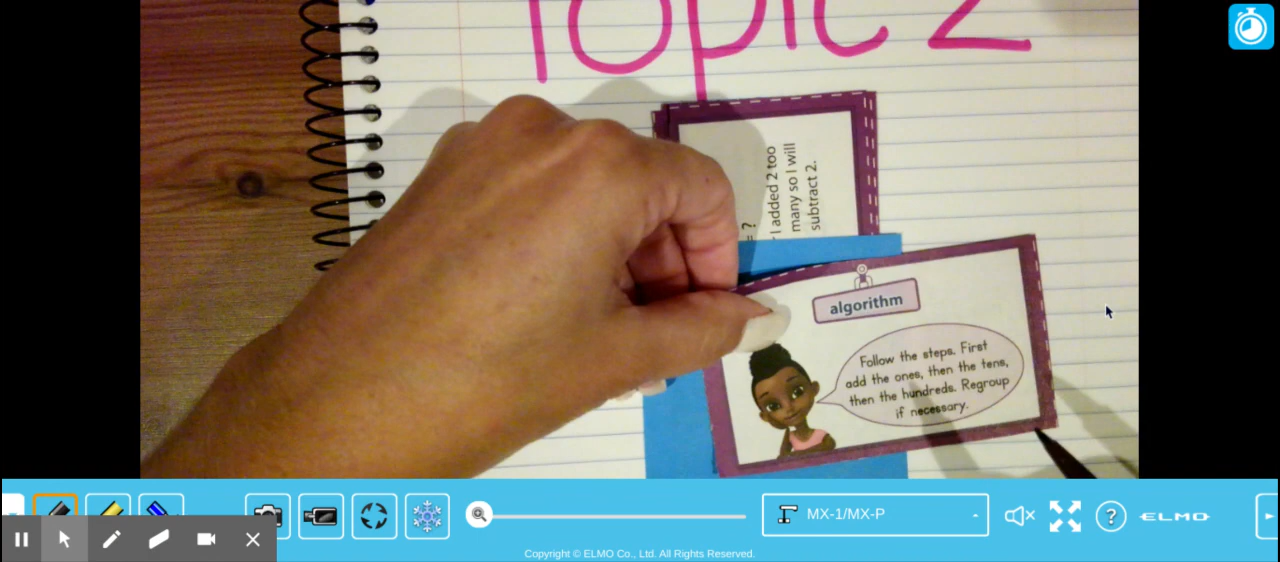 Topic 2
= ?
I added 2 too
many so I will
subtract 2.
algorithm
Follow the steps. First
add the ones, then the tens,
then the hundreds. Regroup
if necessary.
MX-1/MX-P
?
ELMO
Copyright © ELMO Co., Ltd. All Rights Reserved.